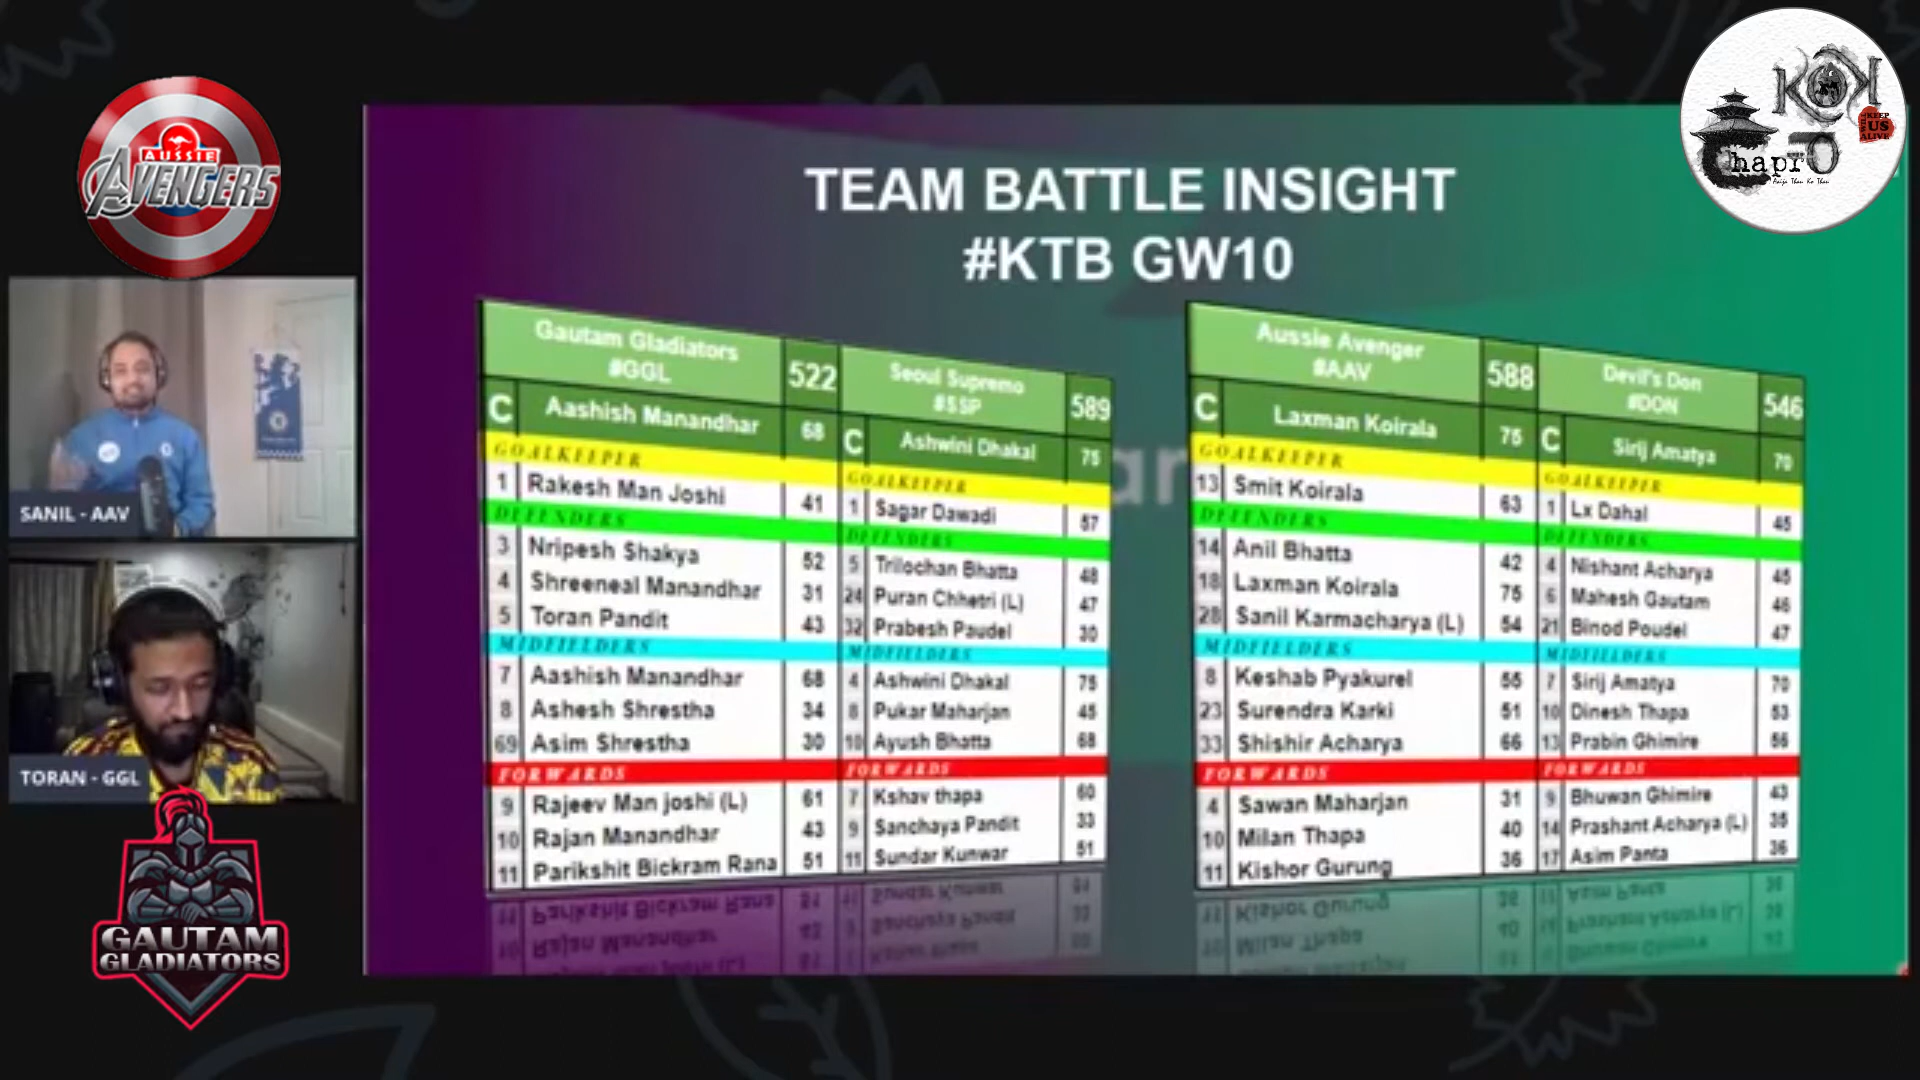 AUSSIE
AVENGERS
KOK
Chapro
KEEP
US
ALIVE
SANIL - AAV
TORAN - GGL
GAUTAM
GLADIATORS
TEAM BATTLE INSIGHT
#KTB GW10
Gautam Gladiators
#GGL
522
C Aashish Manandhar 68
GOALKEEPER
1 Rakesh Man Joshi 41
DEFENDERS
3 Nripesh Shakya 52
4 Shreeneal Manandhar 31
5 Toran Pandit 43
MIDFIELDERS
7 Aashish Manandhar 68
8 Ashesh Shrestha 34
69 Asim Shrestha 30
FORWARDS
9 Rajeev Man joshi (L) 61
10 Rajan Manandhar 43
11 Parikshit Bickram Rana 51
Seoul Supremo
#SSP
589
C Ashwini Dhakal 75
GOALKEEPER
1 Sagar Dawadi 57
DEFENDERS
5 Trilochan Bhatta 48
24 Puran Chhetri (L) 47
32 Prabesh Paudel 30
MIDFIELDERS
4 Ashwini Dhakal 75
8 Pukar Maharjan 45
10 Ayush Bhatta 68
FORWARDS
7 Kshav thapa 60
9 Sanchaya Pandit 33
11 Sundar Kunwar 51
ar
Aussie Avenger
#AAV
588
C Laxman Koirala 75
GOALKEEPER
13 Smit Koirala 63
DEFENDERS
14 Anil Bhatta 42
18 Laxman Koirala 75
28 Sanil Karmacharya (L) 54
MIDFIELDERS
8 Keshab Pyakurel 55
23 Surendra Karki 51
33 Shishir Acharya 66
FORWARDS
4 Sawan Maharjan 31
10 Milan Thapa 40
11 Kishor Gurung 36
Devil's Don
#DON
546
C Sirij Amatya 70
GOALKEEPER
1 Lx Dahal 45
DEFENDERS
4 Nishant Acharya 45
6 Mahesh Gautam 46
21 Binod Poudel 47
MIDFIELDERS
7 Sirij Amatya 70
10 Dinesh Thapa 53
13 Prabin Ghimire 56
FORWARDS
9 Bhuwan Ghimire 43
14 Prashant Acharya (L) 35
17 Asim Panta 36